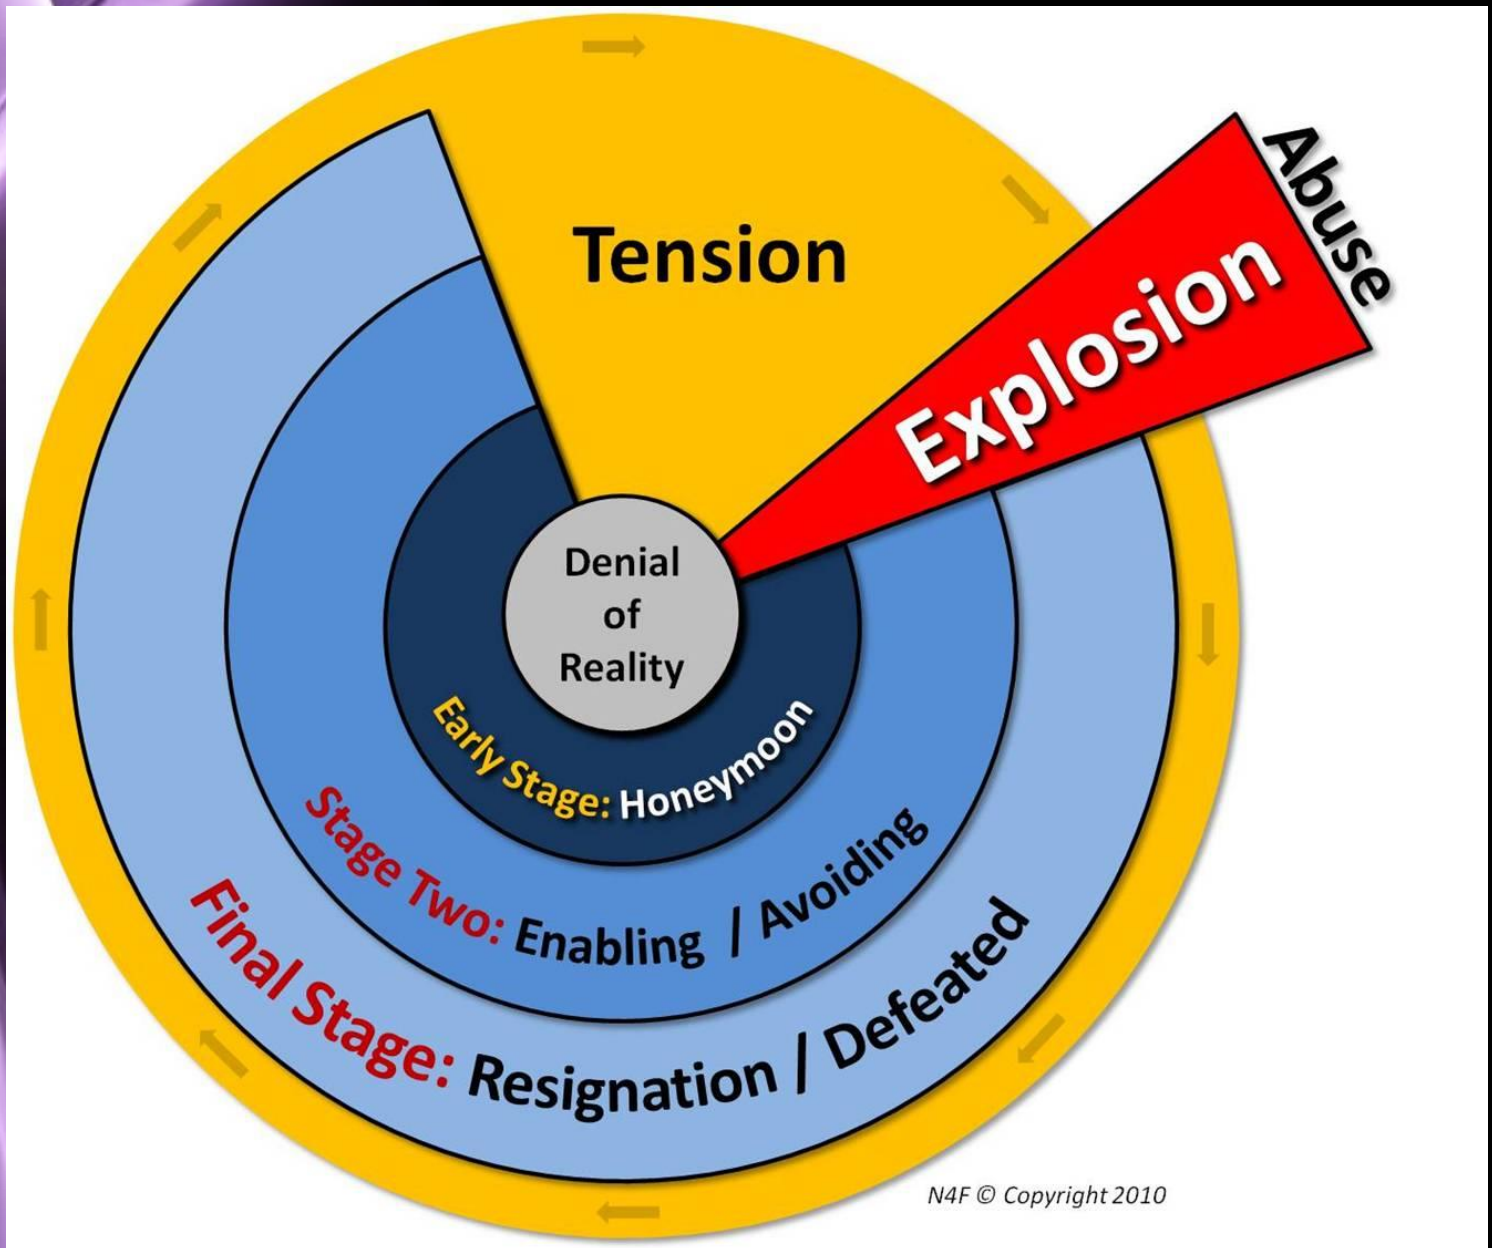 Tension
Explosion
Abuse
Denial
of
Reality
Early Stage: Honeymoon
Stage Two: Enabling / Avoiding
Final Stage: Resignation / Defeated
N4F © Copyright 2010